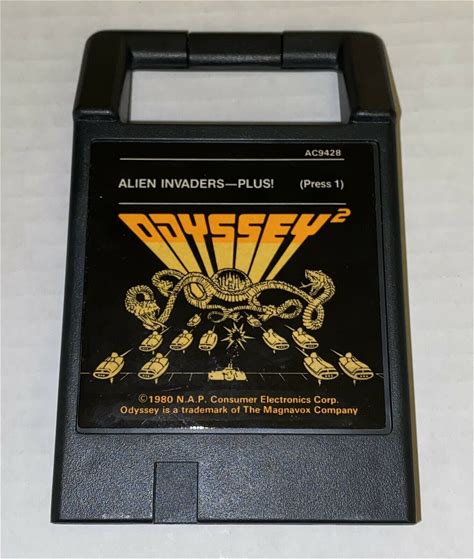 AC9428
ALIEN INVADERS—PLUS! (Press 1)
ODYSSEY²
©1980 N.A.P. Consumer Electronics Corp.
Odyssey is a trademark of The Magnavox Company